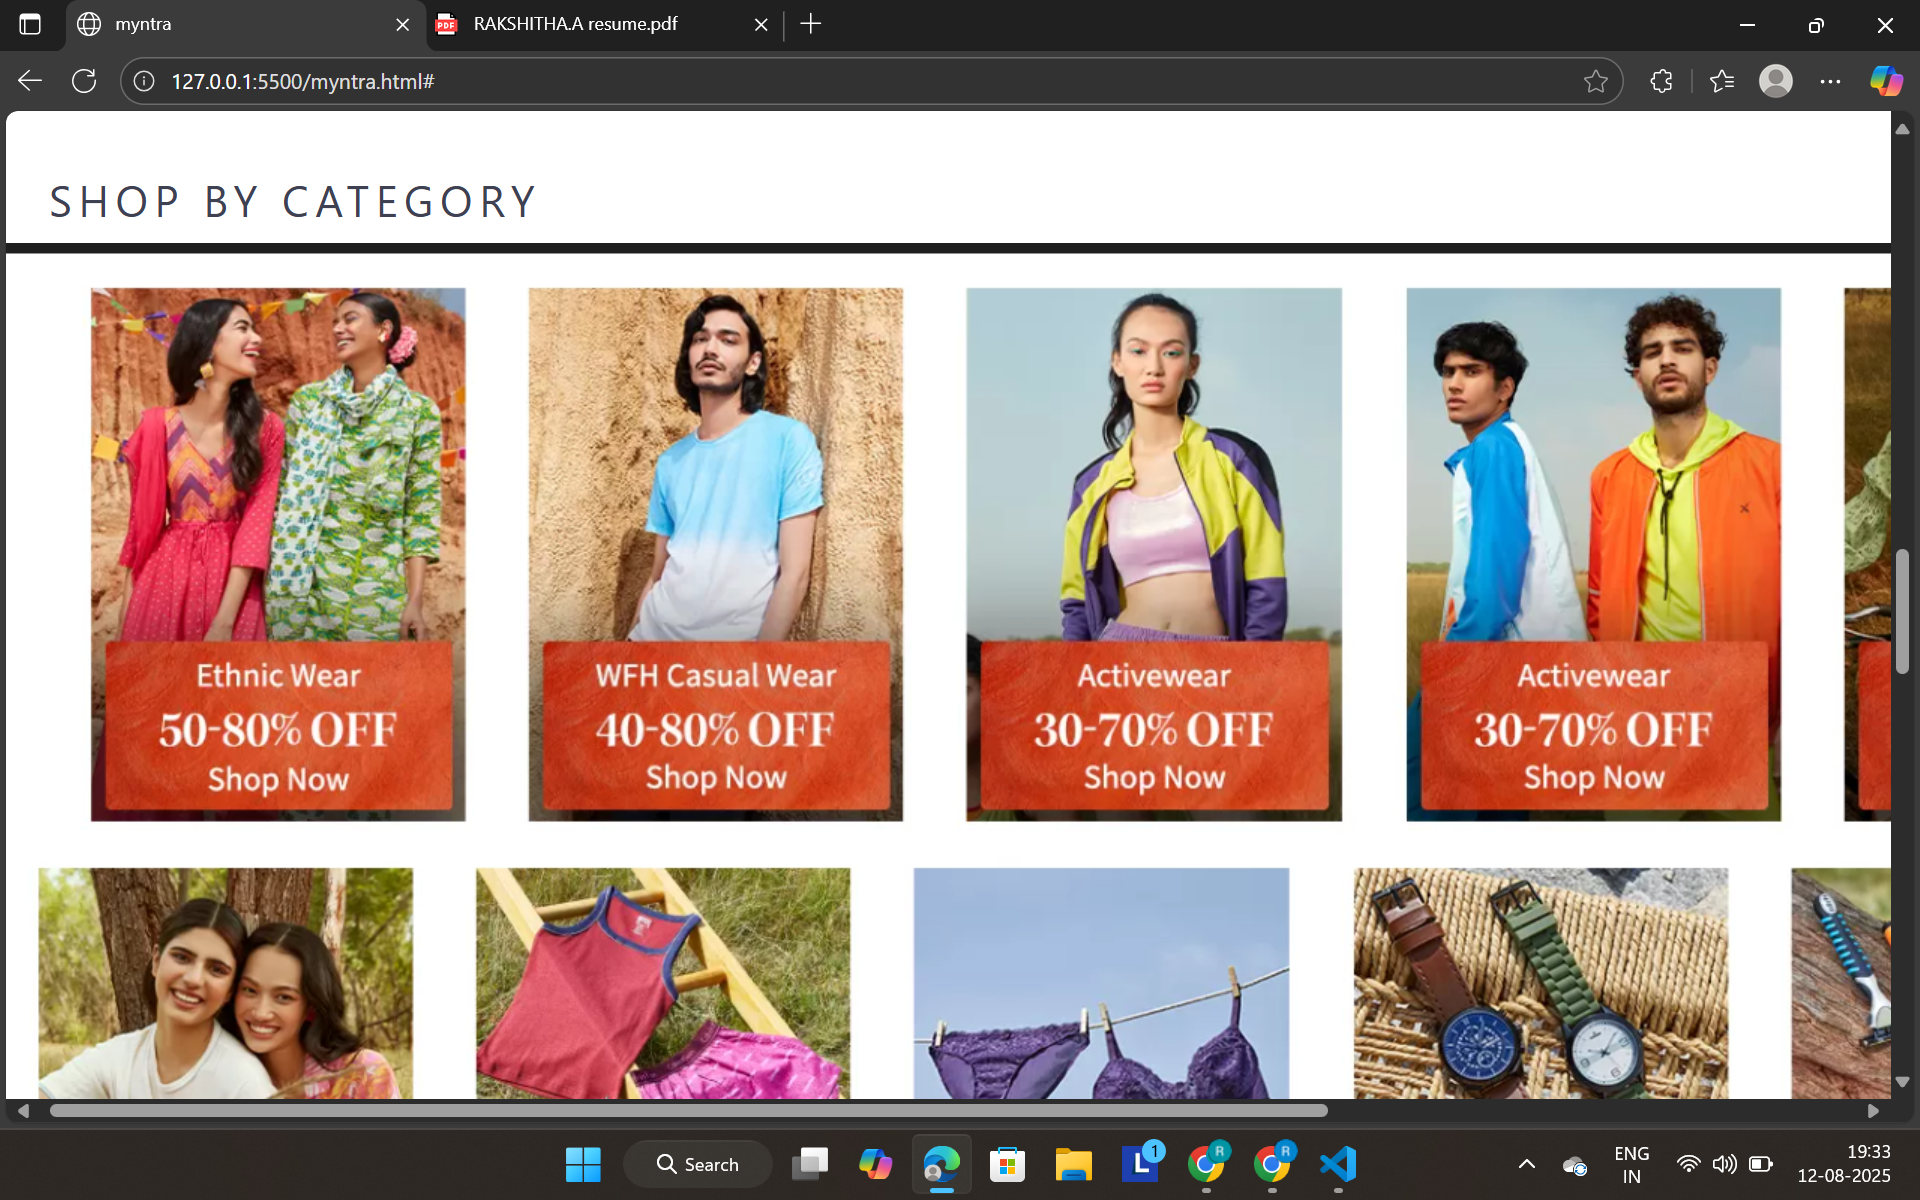 myntra
RAKSHITHA.A resume.pdf
127.0.0.1:5500/myntra.html#
SHOP BY CATEGORY
Ethnic Wear
50-80% OFF
Shop Now
WFH Casual Wear
40-80% OFF
Shop Now
Activewear
30-70% OFF
Shop Now
Activewear
30-70% OFF
Shop Now
Search
L
1
R
R
ENG
IN
19:33
12-08-2025